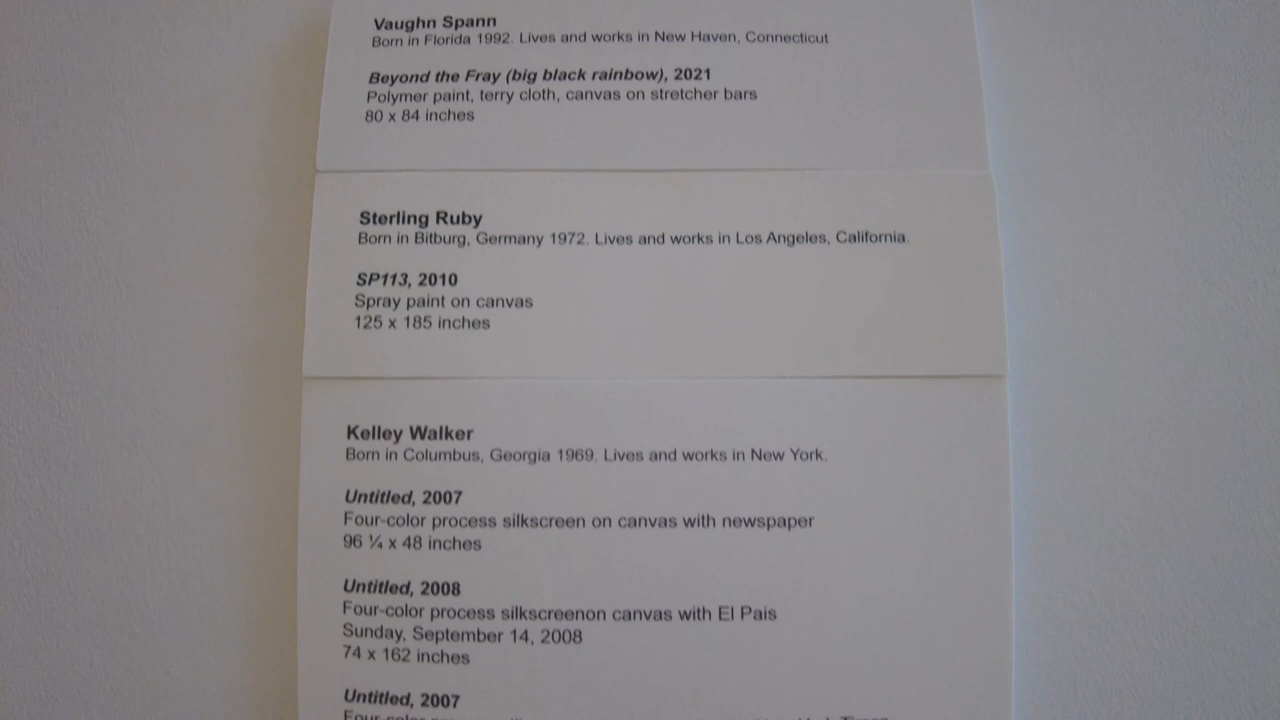 Vaughn Spann
Born in Florida 1992. Lives and works in New Haven, Connecticut
Beyond the Fray (big black rainbow), 2021
Polymer paint, terry cloth, canvas on stretcher bars
80 x 84 inches
Sterling Ruby
Born in Bitburg, Germany 1972. Lives and works in Los Angeles, California.
SP113, 2010
Spray paint on canvas
125 x 185 inches
Kelley Walker
Born in Columbus, Georgia 1969. Lives and works in New York.
Untitled, 2007
Four-color process silkscreen on canvas with newspaper
96 ¼ x 48 inches
Untitled, 2008
Four-color process silkscreenon canvas with El Pais
Sunday, September 14, 2008
74 x 162 inches
Untitled, 2007